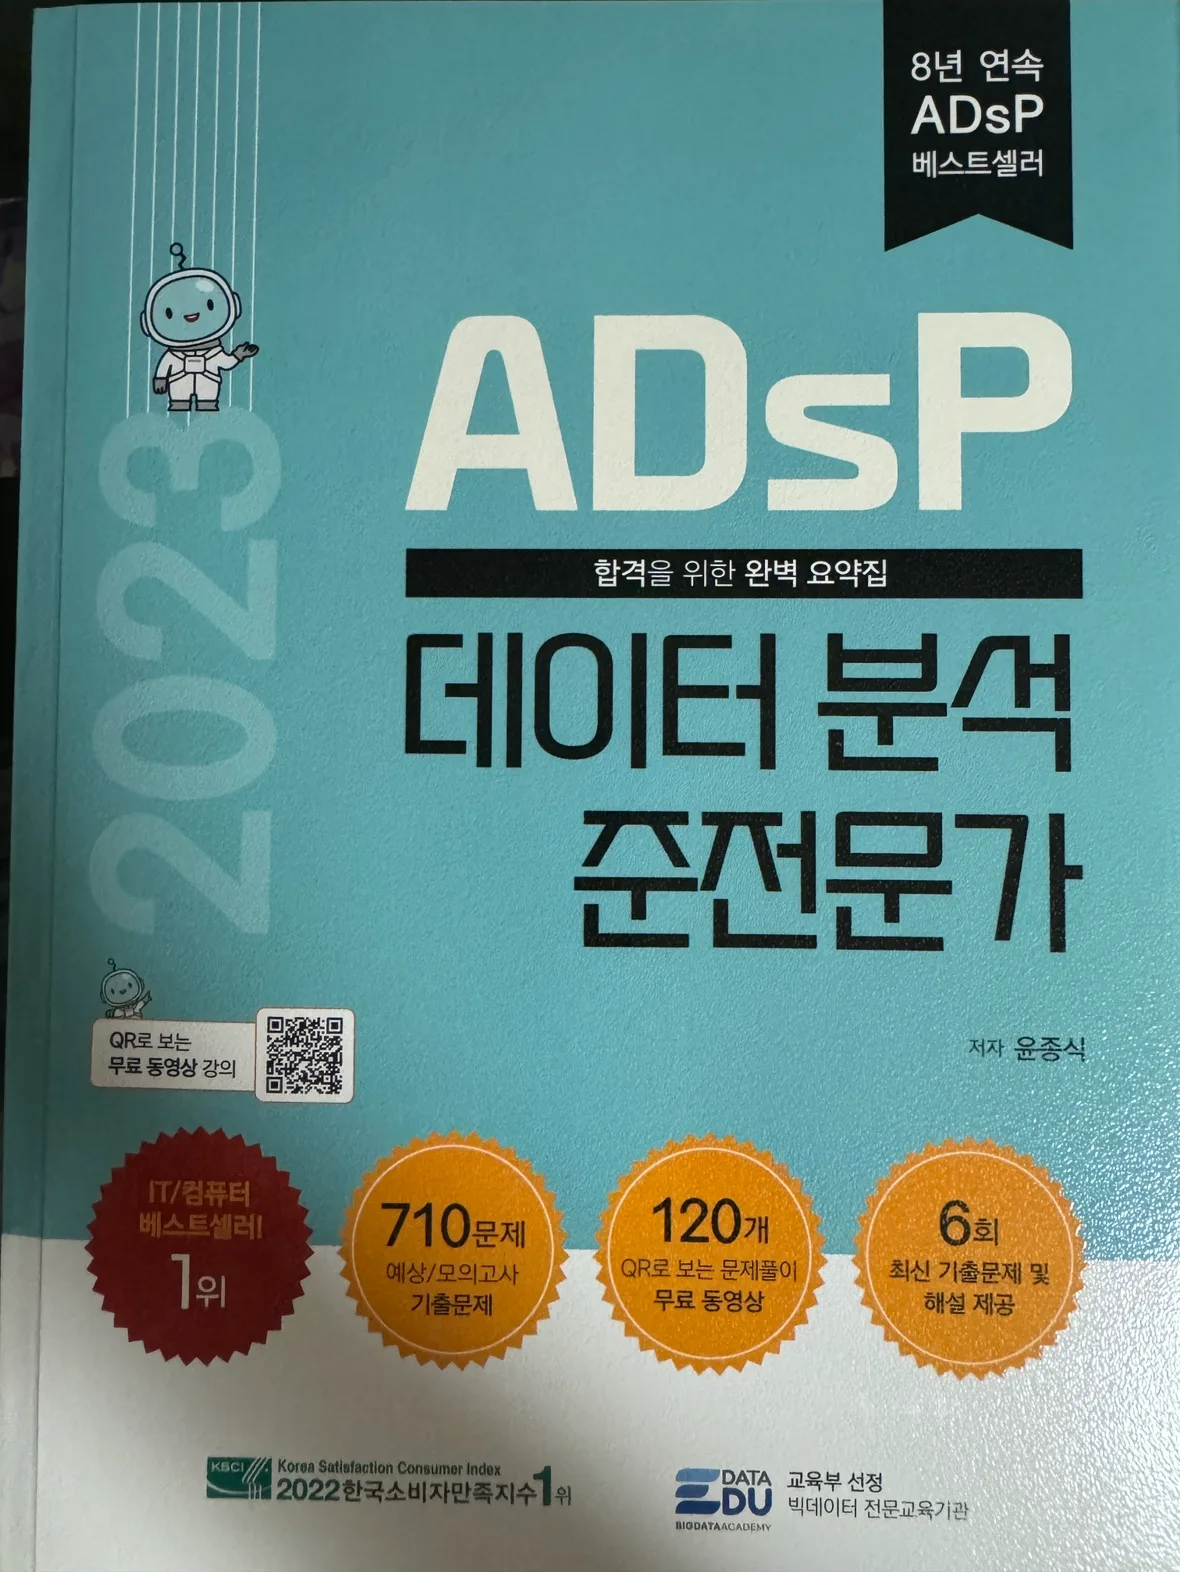 8년 연속
ADsP
베스트셀러
2023
ADsP
합격을 위한 완벽 요약집
데이터 분석
준전문가
저자 윤종식
QR로 보는
무료 동영상 강의
IT/컴퓨터
베스트셀러!
1위
710문제
예상/모의고사
기출문제
120개
QR로 보는 문제풀이
무료 동영상
6회
최신 기출문제 및
해설 제공
KSCI
Korea Satisfaction Consumer Index
2022한국소비자만족지수1위
DATA
EDU
BIGDATAACADEMY
교육부 선정
빅데이터 전문교육기관